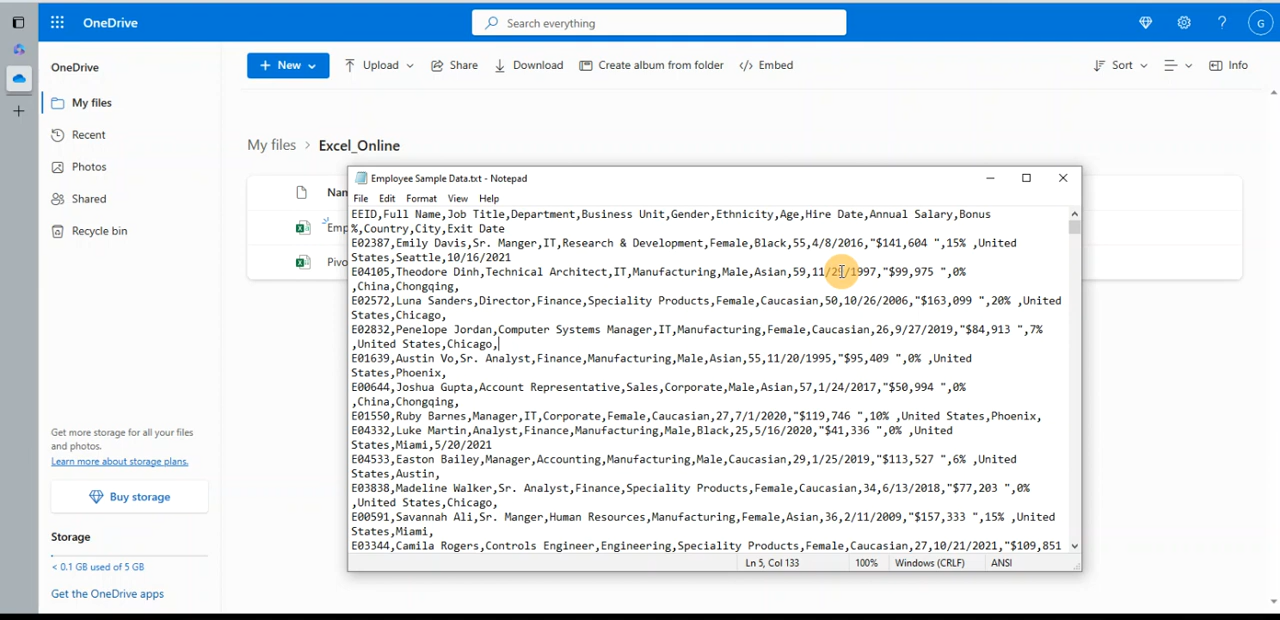 OneDrive
Search everything
G
OneDrive
New
Upload
Share
Download
Create album from folder
</> Embed
Sort
Info
My files
Recent
Photos
Shared
Recycle bin
My files > Excel_Online
Nam
Emp
Pivo
Employee Sample Data.txt - Notepad
File Edit Format View Help
EEID,Full Name,Job Title,Department,Business Unit,Gender,Ethnicity,Age,Hire Date,Annual Salary,Bonus
%,Country,City,Exit Date
E02387,Emily Davis,Sr. Manger,IT,Research & Development,Female,Black,55,4/8/2016,"$141,604 ",15% ,United
States,Seattle,10/16/2021
E04105,Theodore Dinh,Technical Architect,IT,Manufacturing,Male,Asian,59,11/29/1997,"$99,975 ",0%
,China,Chongqing,
E02572,Luna Sanders,Director,Finance,Speciality Products,Female,Caucasian,50,10/26/2006,"$163,099 ",20% ,United
States,Chicago,
E02832,Penelope Jordan,Computer Systems Manager,IT,Manufacturing,Female,Caucasian,26,9/27/2019,"$84,913 ",7%
,United States,Chicago,
E01639,Austin Vo,Sr. Analyst,Finance,Manufacturing,Male,Asian,55,11/20/1995,"$95,409 ",0% ,United
States,Phoenix,
E00644,Joshua Gupta,Account Representative,Sales,Corporate,Male,Asian,57,1/24/2017,"$50,994 ",0%
,China,Chongqing,
E01550,Ruby Barnes,Manager,IT,Corporate,Female,Caucasian,27,7/1/2020,"$119,746 ",10% ,United States,Phoenix,
E04332,Luke Martin,Analyst,Finance,Manufacturing,Male,Black,25,5/16/2020,"$41,336 ",0% ,United
States,Miami,5/20/2021
E04533,Easton Bailey,Manager,Accounting,Manufacturing,Male,Caucasian,29,1/25/2019,"$113,527 ",6% ,United
States,Austin,
E03838,Madeline Walker,Sr. Analyst,Finance,Speciality Products,Female,Caucasian,34,6/13/2018,"$77,203 ",0%
,United States,Chicago,
E00591,Savannah Ali,Sr. Manger,Human Resources,Manufacturing,Female,Asian,36,2/11/2009,"$157,333 ",15% ,United
States,Miami,
E03344,Camila Rogers,Controls Engineer,Engineering,Speciality Products,Female,Caucasian,27,10/21/2021,"$109,851
Ln 5, Col 133
100%
Windows (CRLF)
ANSI
Get more storage for all your files
and photos.
Learn more about storage plans.
Buy storage
Storage
< 0.1 GB used of 5 GB
Get the OneDrive apps